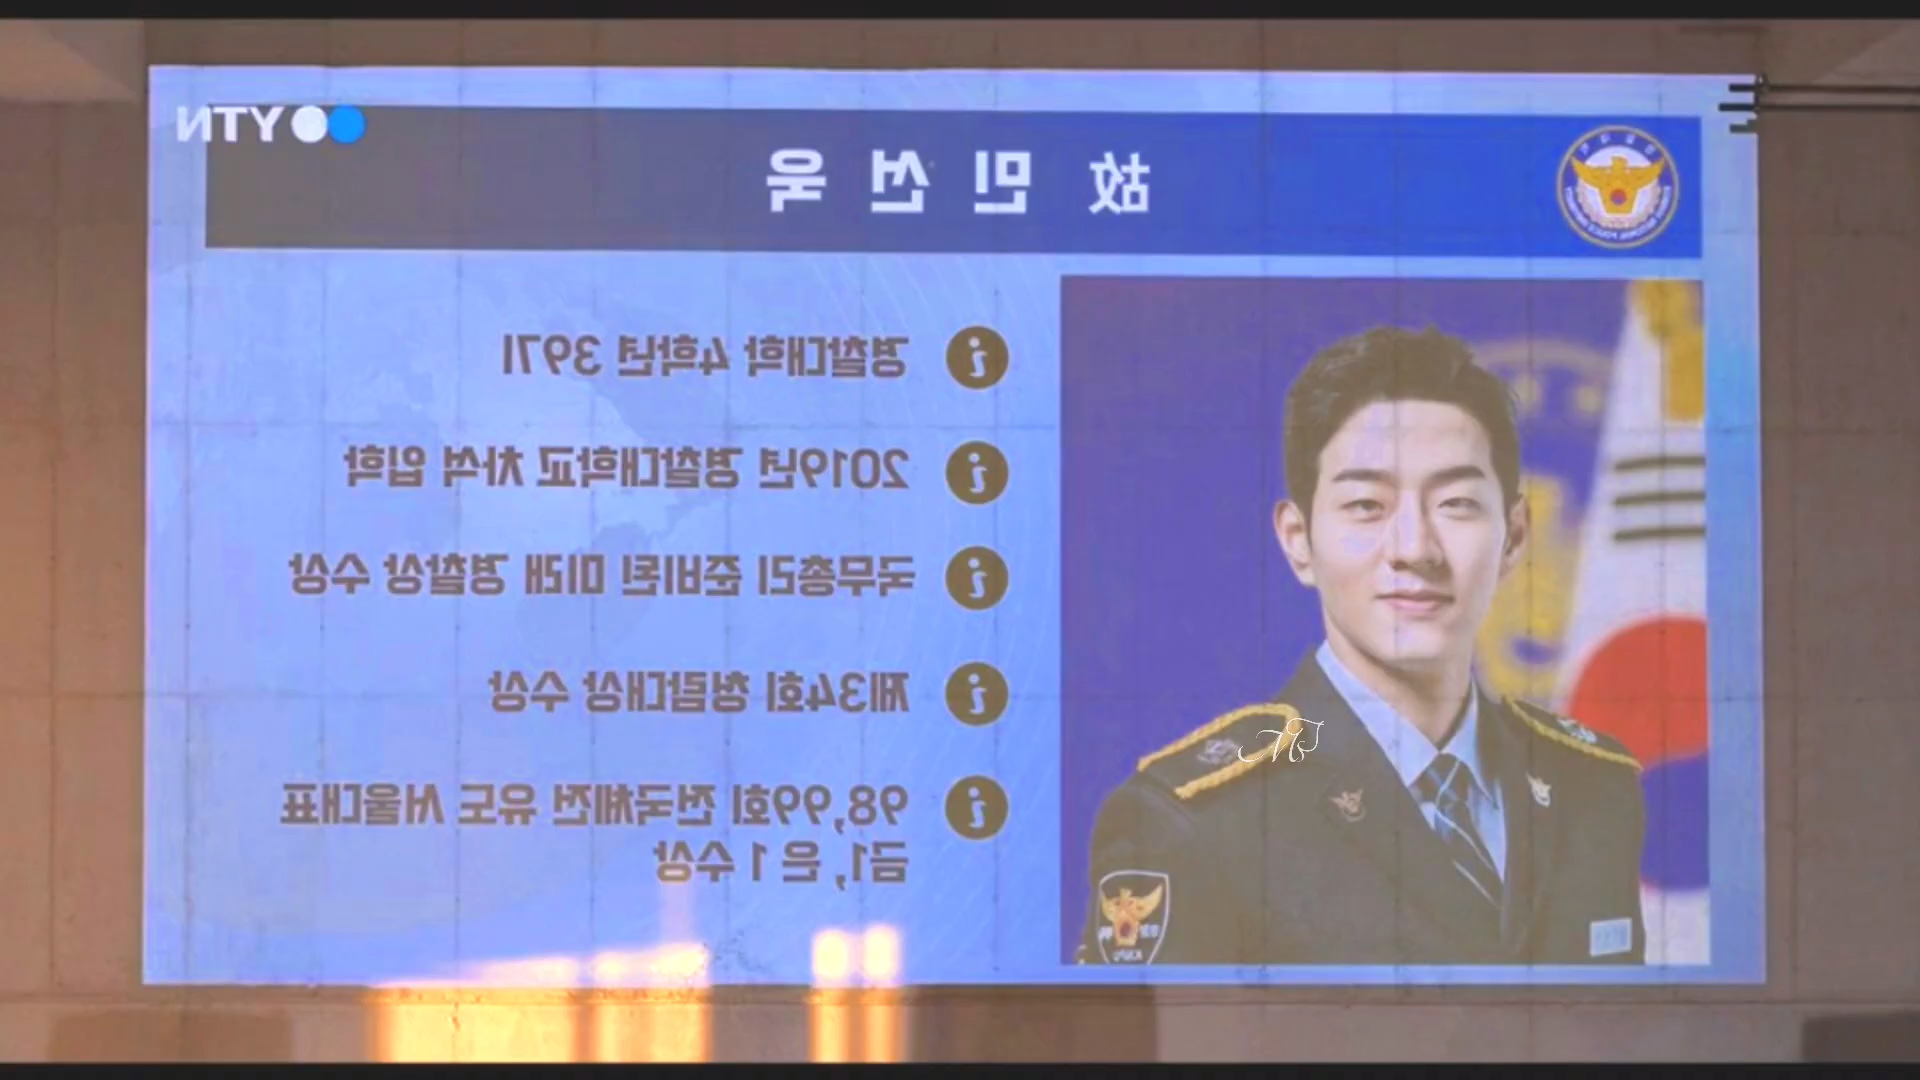 YTN
故 민선욱
경찰대학 4학년 39기
2019년 경찰대학교 차석 입학
국무총리 준비된 미래 경찰상 수상
제34회 청람대상 수상
98,99회 전국체전 유도 서울대표
금1, 은 1 수상